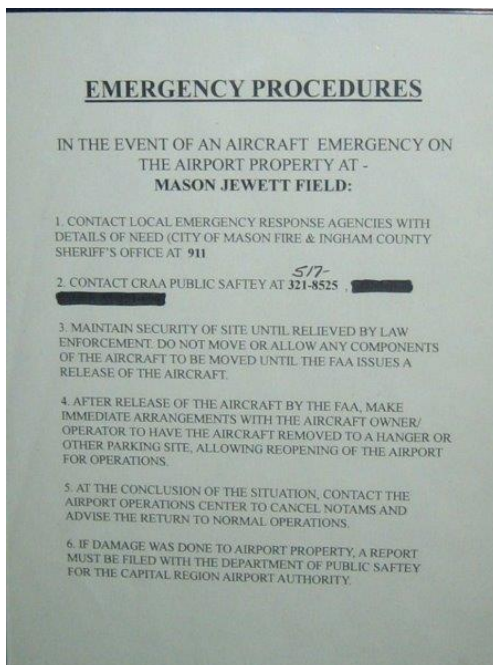 EMERGENCY PROCEDURES
IN THE EVENT OF AN AIRCRAFT EMERGENCY ON
THE AIRPORT PROPERTY AT -
MASON JEWETT FIELD:
1. CONTACT LOCAL EMERGENCY RESPONSE AGENCIES WITH
DETAILS OF NEED (CITY OF MASON FIRE & INGHAM COUNTY
SHERIFF'S OFFICE AT 911
517-
2. CONTACT CRAA PUBLIC SAFTEY AT 321-8525 ,
3. MAINTAIN SECURITY OF SITE UNTIL RELIEVED BY LAW
ENFORCEMENT. DO NOT MOVE OR ALLOW ANY COMPONENTS
OF THE AIRCRAFT TO BE MOVED UNTIL THE FAA ISSUES A
RELEASE OF THE AIRCRAFT.
4. AFTER RELEASE OF THE AIRCRAFT BY THE FAA, MAKE
IMMEDIATE ARRANGEMENTS WITH THE AIRCRAFT OWNER/
OPERATOR TO HAVE THE AIRCRAFT REMOVED TO A HANGER OR
OTHER PARKING SITE, ALLOWING REOPENING OF THE AIRPORT
FOR OPERATIONS.
5. AT THE CONCLUSION OF THE SITUATION, CONTACT THE
AIRPORT OPERATIONS CENTER TO CANCEL NOTAMS AND
ADVISE THE RETURN TO NORMAL OPERATIONS.
6. IF DAMAGE WAS DONE TO AIRPORT PROPERTY, A REPORT
MUST BE FILED WITH THE DEPARTMENT OF PUBLIC SAFTEY
FOR THE CAPITAL REGION AIRPORT AUTHORITY.